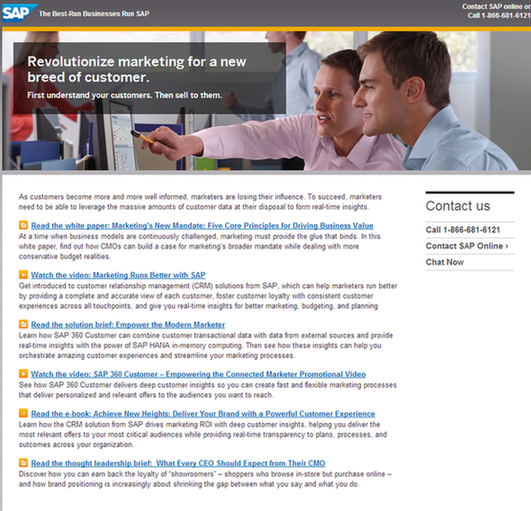 SAP
The Best-Run Businesses Run SAP
Contact SAP online or
Call 1-866-681-6121
Revolutionize marketing for a new
breed of customer.
First understand your customers. Then sell to them.
As customers become more and more well informed, marketers are losing their influence. To succeed, marketers
need to be able to leverage the massive amounts of customer data at their disposal to form real-time insights.
Read the white paper: Marketing's New Mandate: Five Core Principles for Driving Business Value
At a time when business models are continuously challenged, marketing must provide the glue that binds. In this
white paper, find out how CMOs can build a case for marketing's broader mandate while dealing with more
conservative budget realities.
Watch the video: Marketing Runs Better with SAP
Get introduced to customer relationship management (CRM) solutions from SAP, which can help marketers run better
by providing a complete and accurate view of each customer, foster customer loyalty with consistent customer
experiences across all touchpoints, and give you real-time insights for better marketing, budgeting, and planning
Read the solution brief: Empower the Modern Marketer
Learn how SAP 360 Customer can combine customer transactional data with data from external sources and provide
real-time insights with the power of SAP HANA in-memory computing. Then see how these insights can help you
orchestrate amazing customer experiences and streamline your marketing processes.
Watch the video: SAP 360 Customer – Empowering the Connected Marketer Promotional Video
See how SAP 360 Customer delivers deep customer insights so you can create fast and flexible marketing processes
that deliver personalized and relevant offers to the audiences you want to reach.
Read the e-book: Achieve New Heights: Deliver Your Brand with a Powerful Customer Experience
Learn how the CRM solution from SAP drives marketing ROI with deep customer insights, helping you deliver the
most relevant offers to your most critical audiences while providing real-time transparency to plans, processes, and
outcomes across your organization.
Read the thought leadership brief: What Every CEO Should Expect from Their CMO
Discover how you can earn back the loyalty of "showroomers" – shoppers who browse in-store but purchase online –
and how brand positioning is increasingly about shrinking the gap between what you say and what you do.
Contact us
Call 1-866-681-6121
Contact SAP Online ›
Chat Now